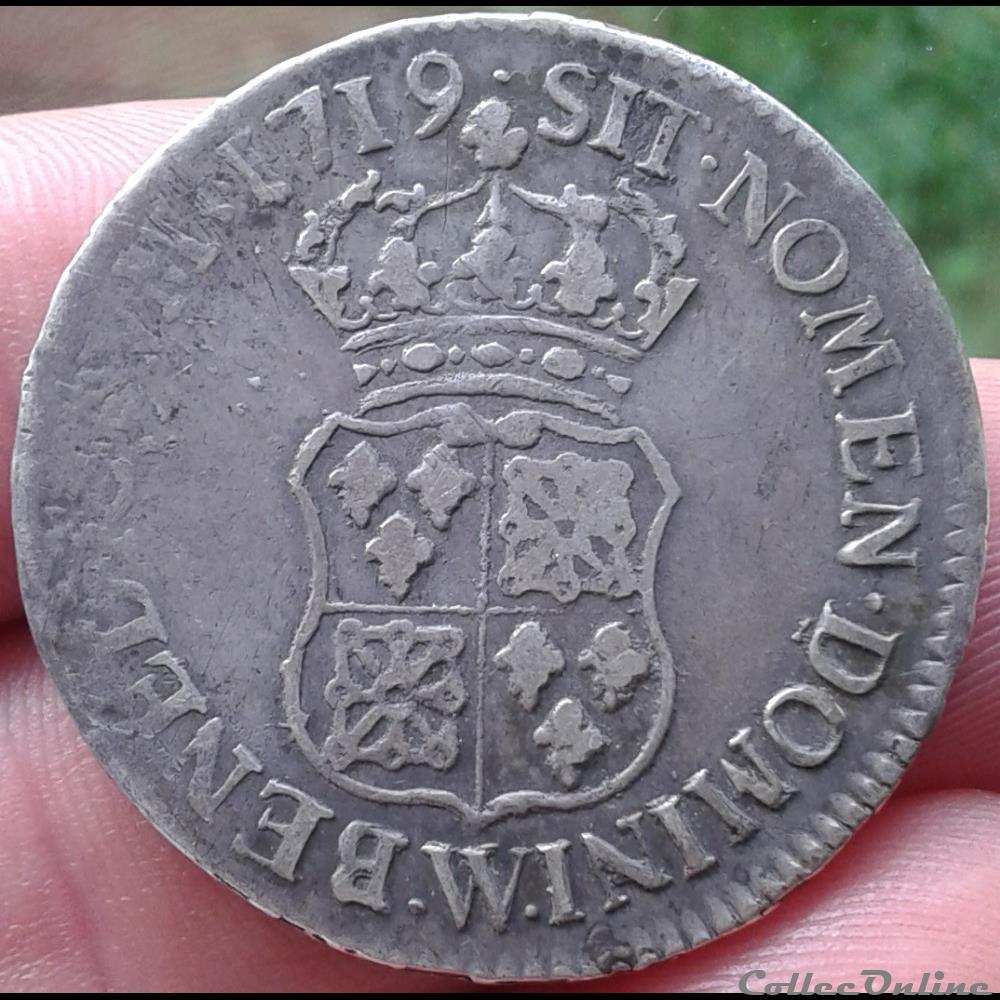 1719 · SIT · NOMEN · DOMINI · W · BENE
CollecOnline